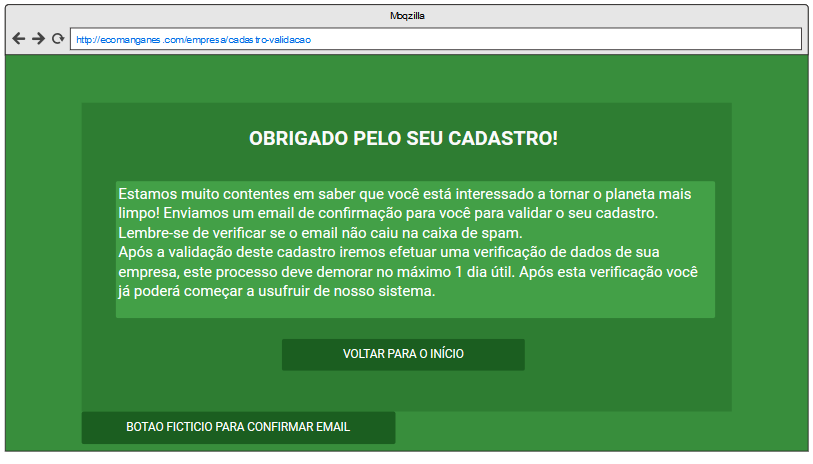 Moqzilla
http://ecomanganes.com/empresa/cadastro-validacao
OBRIGADO PELO SEU CADASTRO!
Estamos muito contentes em saber que você está interessado a tornar o planeta mais
limpo! Enviamos um email de confirmação para você para validar o seu cadastro.
Lembre-se de verificar se o email não caiu na caixa de spam.
Após a validação deste cadastro iremos efetuar uma verificação de dados de sua
empresa, este processo deve demorar no máximo 1 dia útil. Após esta verificação você
já poderá começar a usufruir de nosso sistema.
VOLTAR PARA O INÍCIO
BOTAO FICTICIO PARA CONFIRMAR EMAIL